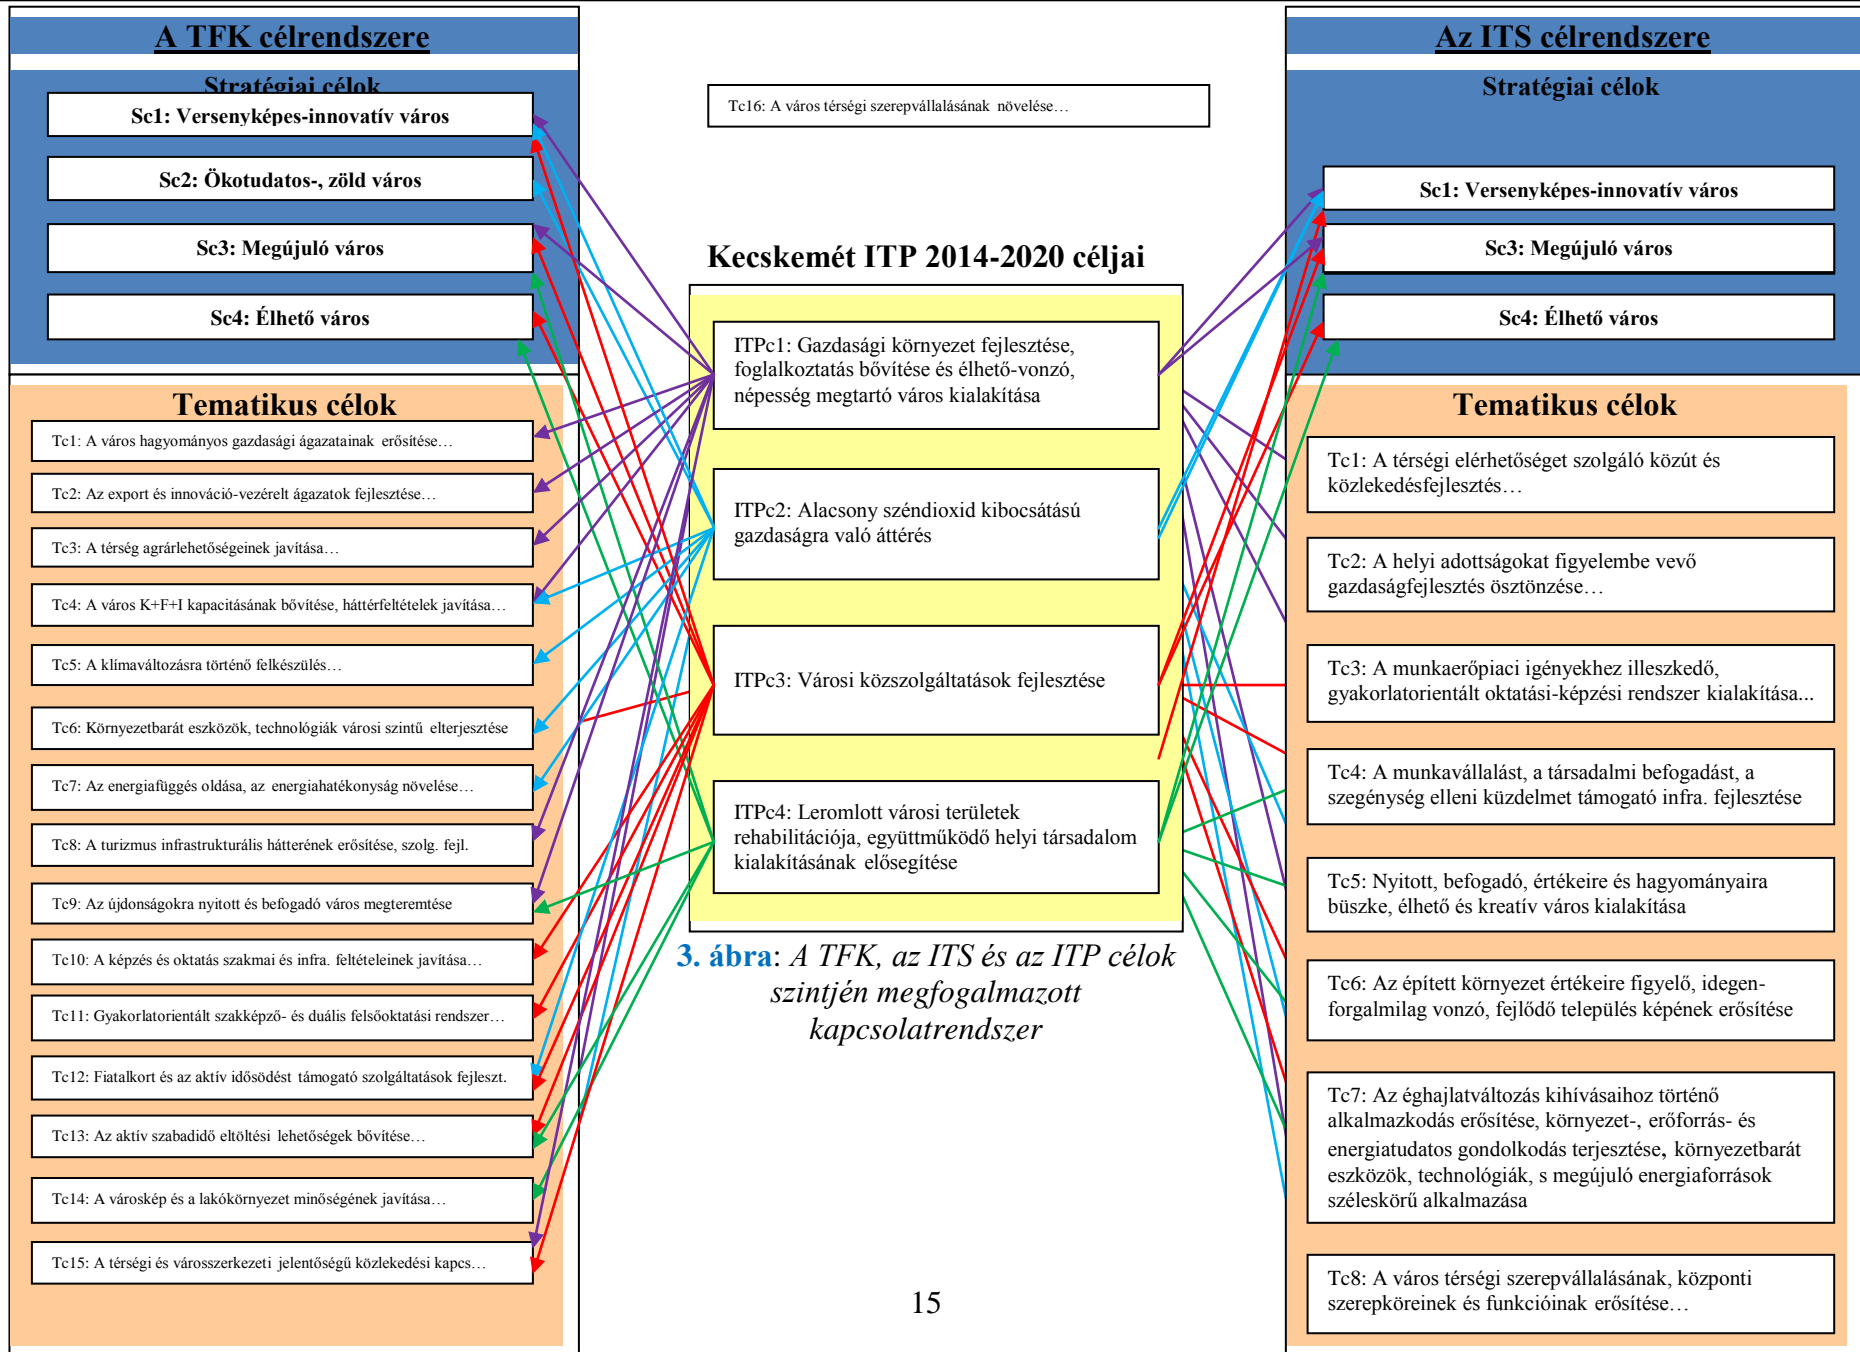 A TFK célrendszere
Stratégiai célok
Sc1: Versenyképes-innovatív város
Sc2: Ökotudatos-, zöld város
Sc3: Megújuló város
Sc4: Élhető város
Tematikus célok
Tc1: A város hagyományos gazdasági ágazatainak erősítése…
Tc2: Az export és innováció-vezérelt ágazatok fejlesztése…
Tc3: A térség agrárlehetőségeinek javítása…
Tc4: A város K+F+I kapacitásának bővítése, háttérfeltételek javítása…
Tc5: A klímaváltozásra történő felkészülés…
Tc6: Környezetbarát eszközök, technológiák városi szintű elterjesztése
Tc7: Az energiafüggés oldása, az energiahatékonyság növelése…
Tc8: A turizmus infrastrukturális hátterének erősítése, szolg. fejl.
Tc9: Az újdonságokra nyitott és befogadó város megteremtése
Tc10: A képzés és oktatás szakmai és infra. feltételeinek javítása…
Tc11: Gyakorlatorientált szakképző- és duális felsőoktatási rendszer…
Tc12: Fiatalkort és az aktív idősödést támogató szolgáltatások fejleszt.
Tc13: Az aktív szabadidő eltöltési lehetőségek bővítése…
Tc14: A városkép és a lakókörnyezet minőségének javítása…
Tc15: A térségi és városszerkezeti jelentőségű közlekedési kapcs…
Tc16: A város térségi szerepvállalásának növelése…
Kecskemét ITP 2014-2020 céljai
ITPc1: Gazdasági környezet fejlesztése,
foglalkoztatás bővítése és élhető-vonzó,
népesség megtartó város kialakítása
ITPc2: Alacsony széndioxid kibocsátású
gazdaságra való áttérés
ITPc3: Városi közszolgáltatások fejlesztése
ITPc4: Leromlott városi területek
rehabilitációja, együttműködő helyi társadalom
kialakításának elősegítése
3. ábra: A TFK, az ITS és az ITP célok
szintjén megfogalmazott
kapcsolatrendszer
15
Az ITS célrendszere
Stratégiai célok
Sc1: Versenyképes-innovatív város
Sc3: Megújuló város
Sc4: Élhető város
Tematikus célok
Tc1: A térségi elérhetőséget szolgáló közút és
közlekedésfejlesztés…
Tc2: A helyi adottságokat figyelembe vevő
gazdaságfejlesztés ösztönzése…
Tc3: A munkaerőpiaci igényekhez illeszkedő,
gyakorlatorientált oktatási-képzési rendszer kialakítása...
Tc4: A munkavállalást, a társadalmi befogadást, a
szegénység elleni küzdelmet támogató infra. fejlesztése
Tc5: Nyitott, befogadó, értékeire és hagyományaira
büszke, élhető és kreatív város kialakítása
Tc6: Az épített környezet értékeire figyelő, idegen-
forgalmilag vonzó, fejlődő település képének erősítése
Tc7: Az éghajlatváltozás kihívásaihoz történő
alkalmazkodás erősítése, környezet-, erőforrás- és
energiatudatos gondolkodás terjesztése, környezetbarát
eszközök, technológiák, s megújuló energiaforrások
széleskörű alkalmazása
Tc8: A város térségi szerepvállalásának, központi
szerepköreinek és funkcióinak erősítése…